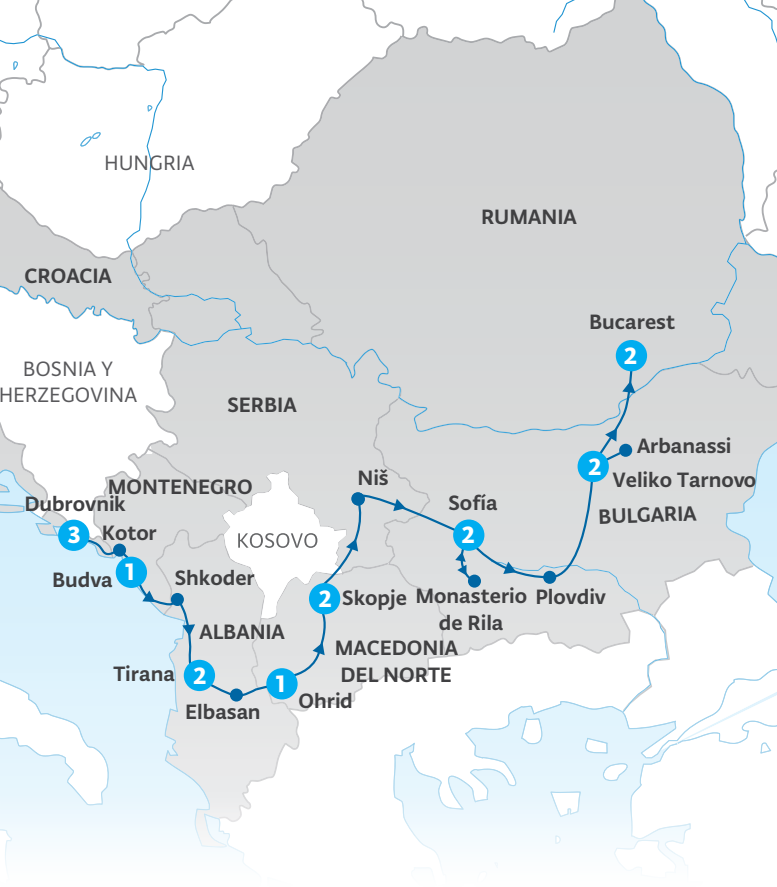 HUNGRIA
RUMANIA
CROACIA
Bucarest
2
BOSNIA Y
HERZEGOVINA
SERBIA
Arbanassi
2
Veliko Tarnovo
Niš
MONTENEGRO
Dubrovnik
3
Sofía
2
BULGARIA
Kotor
KOSOVO
Budva
1
Shkoder
2
Skopje
Monasterio
de Rila
Plovdiv
ALBANIA
MACEDONIA
DEL NORTE
Tirana
2
1
Ohrid
Elbasan